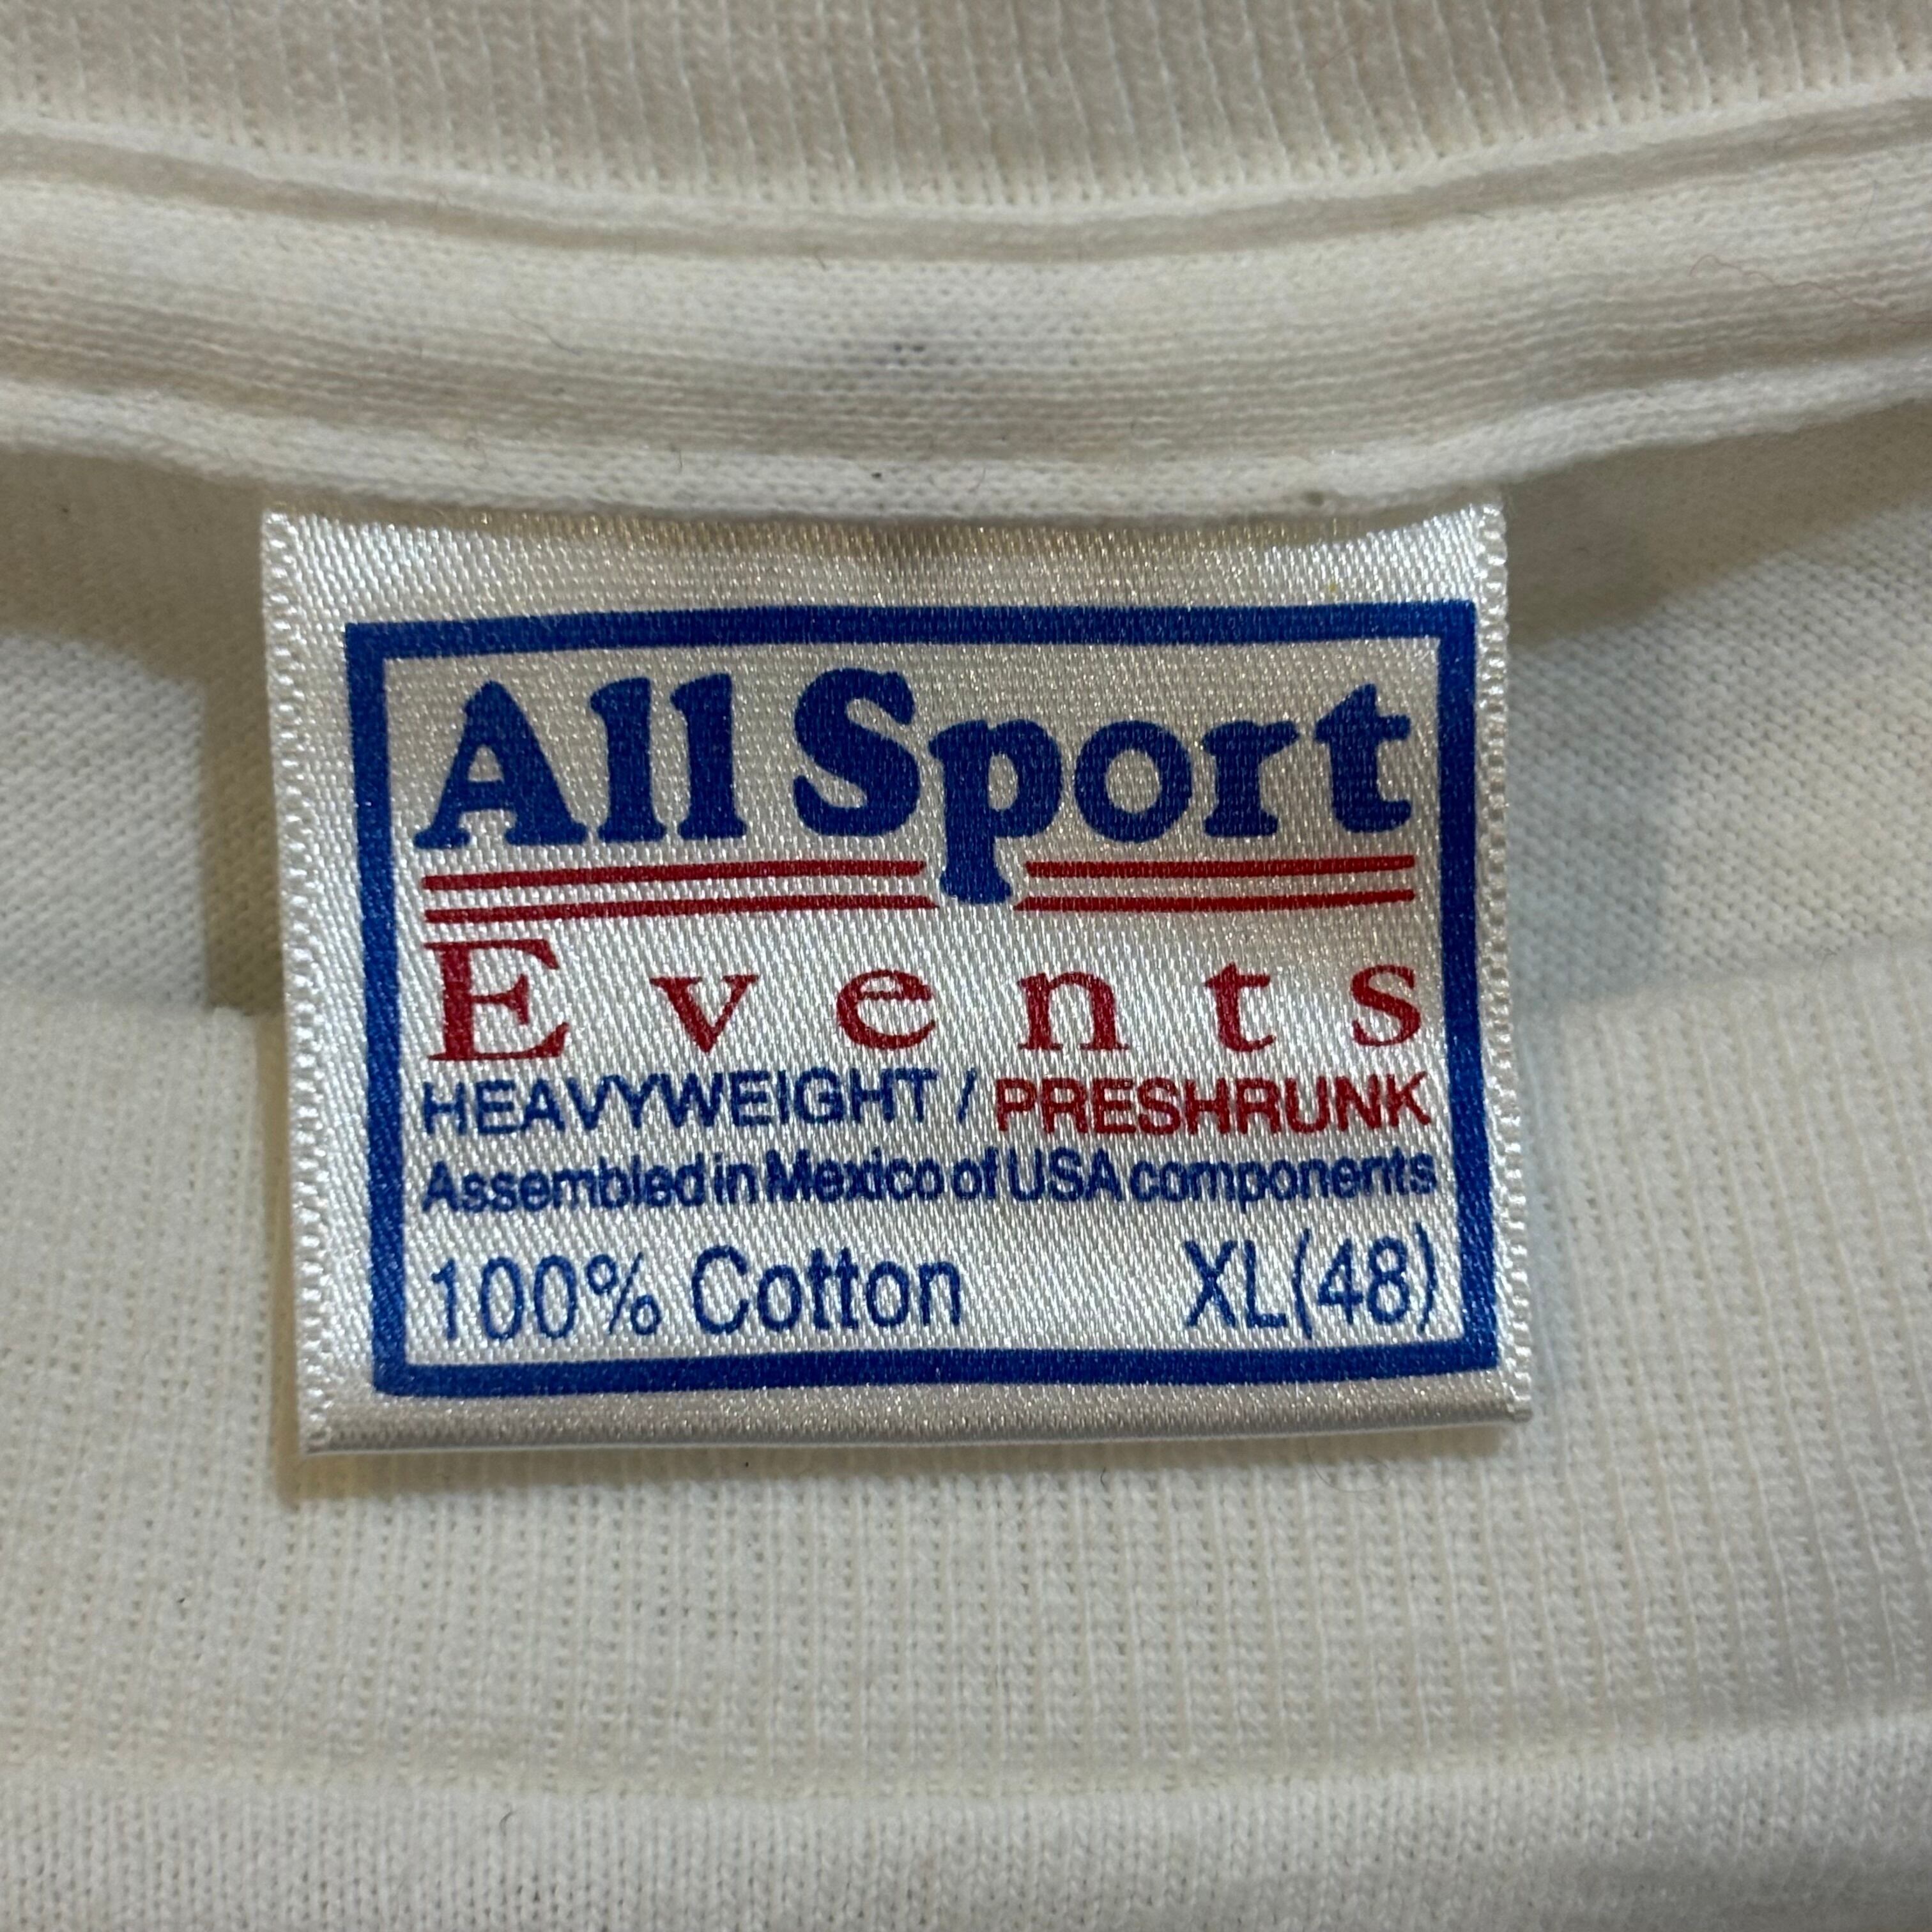 All Sport
Events
HEAVYWEIGHT / PRESHRUNK
Assembled in Mexico of USA components
100% Cotton XL(48)